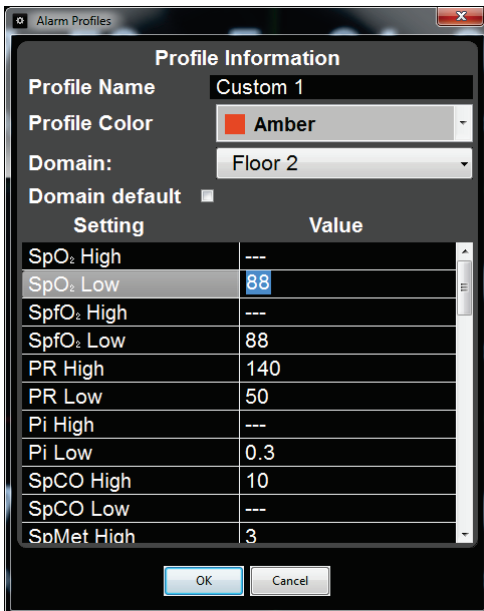 Alarm Profiles
Profile Information
Profile Name Custom 1
Profile Color Amber
Domain: Floor 2
Domain default
Setting Value
SpO₂ High ---
SpO₂ Low 88
SpfO₂ High ---
SpfO₂ Low 88
PR High 140
PR Low 50
Pi High ---
Pi Low 0.3
SpCO High 10
SpCO Low ---
SpMet High 3
OK Cancel